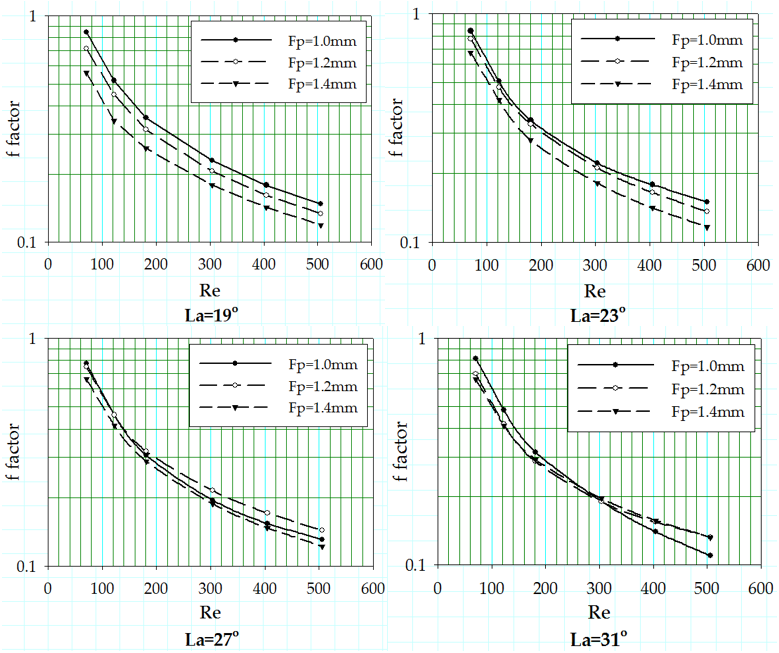 1
Fp=1.0mm
Fp=1.2mm
Fp=1.4mm
f factor
0.1
0 100 200 300 400 500 600
Re
La=19°
1
Fp=1.0mm
Fp=1.2mm
Fp=1.4mm
f factor
0.1
0 100 200 300 400 500 600
Re
La=23°
1
Fp=1.0mm
Fp=1.2mm
Fp=1.4mm
f factor
0.1
0 100 200 300 400 500 600
Re
La=27°
1
Fp=1.0mm
Fp=1.2mm
Fp=1.4mm
f factor
0.1
0 100 200 300 400 500 600
Re
La=31°